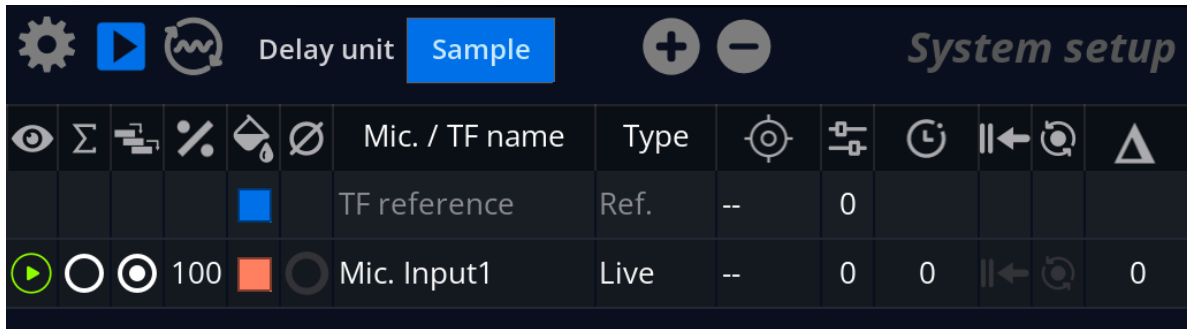 Delay unit Sample System setup
Σ % Ø Mic. / TF name Type Δ
TF reference Ref. -- 0
100 Mic. Input1 Live -- 0 0 0